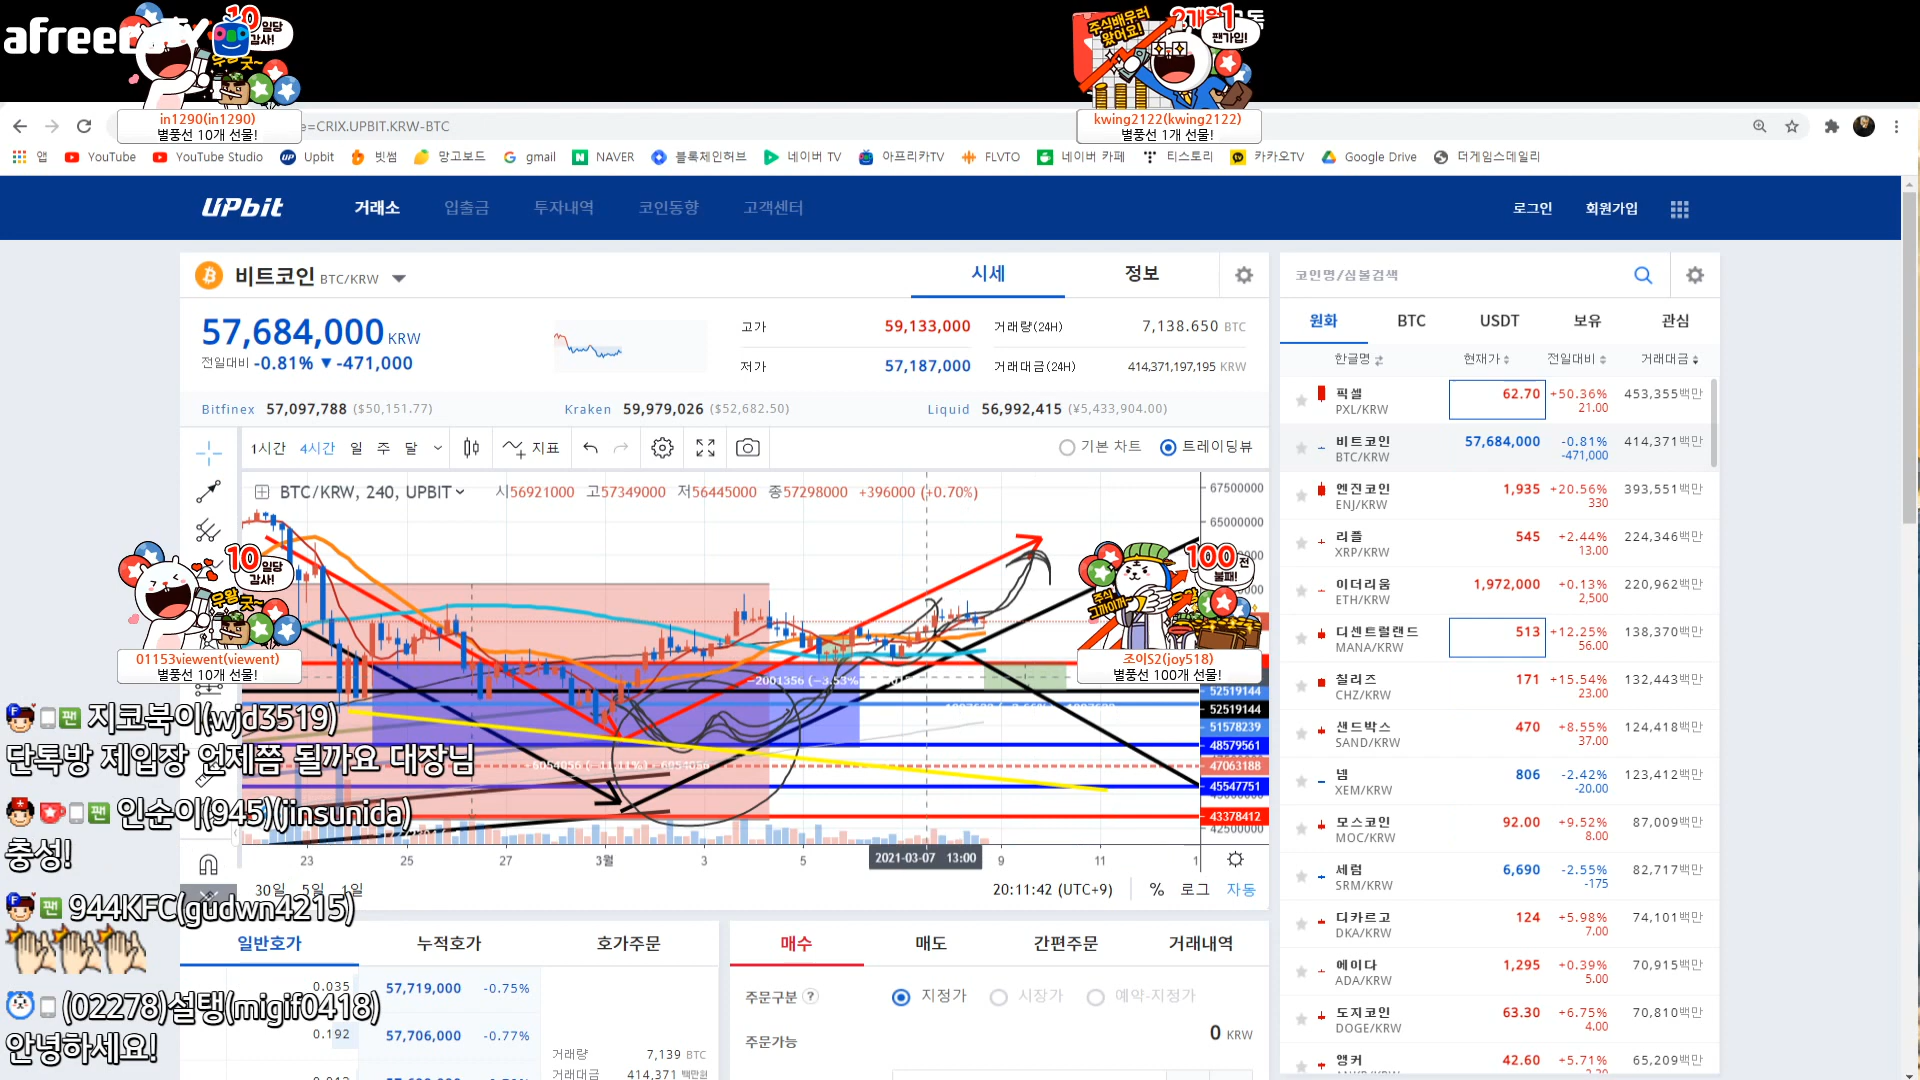 10 일당
감사!
in1290(in1290)
별풍선 10개 선물!
주식배우러
왔어요!
팬가입!
kwing2122(kwing2122)
별풍선 1개 선물!
=CRIX.UPBIT.KRW-BTC
앱 YouTube YouTube Studio Upbit 빗썸 망고보드 gmail NAVER 블록체인허브 네이버 TV 아프리카TV FLVTO 네이버 카페 티스토리 카카오TV Google Drive 더게임스데일리
UPbit 거래소 입출금 투자내역 코인동향 고객센터 로그인 회원가입
비트코인 BTC/KRW 시세 정보
57,684,000 KRW
전일대비 -0.81% ▼ -471,000
고가 59,133,000 거래량(24H) 7,138.650 BTC
저가 57,187,000 거래대금(24H) 414,371,197,195 KRW
Bitfinex 57,097,788 ($50,151.77) Kraken 59,979,026 ($52,682.50) Liquid 56,992,415 (¥5,433,904.00)
1시간 4시간 일 주 달 지표 기본 차트 트레이딩뷰
BTC/KRW, 240, UPBIT 시56921000 고57349000 저56445000 종57298000 +396000 (+0.70%)
67500000
65000000
52519144
52519144
51578239
48579561
47063188
45547751
43378412
42500000
-2001356 (-3.53%)
23 25 27 3월 3 5 2021-03-07 13:00 9 11
30일 5일 1일 20:11:42 (UTC+9) % 로그 자동
10 일당
감사!
우왕
굿~
01153viewent(viewent)
별풍선 10개 선물!
100 전
불패!
주식
그까이꺼~
조이S2(joy518)
별풍선 100개 선물!
팬 지코북이(wjd3519)
단톡방 재입장 언제쯤 될까요 대장님
팬 인순이(945)(jinsunida)
충성!
팬 944KFC(gudwn4215)
(02278)설탱(migif0418)
안녕하세요!
일반호가 누적호가 호가주문
0.035 57,719,000 -0.75%
0.192 57,706,000 -0.77%
거래량 7,139 BTC
거래대금 414,371 백만원
매수 매도 간편주문 거래내역
주문구분 ? 지정가 시장가 예약-지정가
주문가능 0 KRW
코인명/심볼검색
원화 BTC USDT 보유 관심
한글명 현재가 전일대비 거래대금
픽셀 62.70 +50.36% 453,355백만
PXL/KRW 21.00
비트코인 57,684,000 -0.81% 414,371백만
BTC/KRW -471,000
엔진코인 1,935 +20.56% 393,551백만
ENJ/KRW 330
리플 545 +2.44% 224,346백만
XRP/KRW 13.00
이더리움 1,972,000 +0.13% 220,962백만
ETH/KRW 2,500
디센트럴랜드 513 +12.25% 138,370백만
MANA/KRW 56.00
칠리즈 171 +15.54% 132,443백만
CHZ/KRW 23.00
샌드박스 470 +8.55% 124,418백만
SAND/KRW 37.00
넴 806 -2.42% 123,412백만
XEM/KRW -20.00
모스코인 92.00 +9.52% 87,009백만
MOC/KRW 8.00
세럼 6,690 -2.55% 82,717백만
SRM/KRW -175
디카르고 124 +5.98% 74,101백만
DKA/KRW 7.00
에이다 1,295 +0.39% 70,915백만
ADA/KRW 5.00
도지코인 63.30 +6.75% 70,810백만
DOGE/KRW 4.00
앵커 42.60 +5.71% 65,209백만